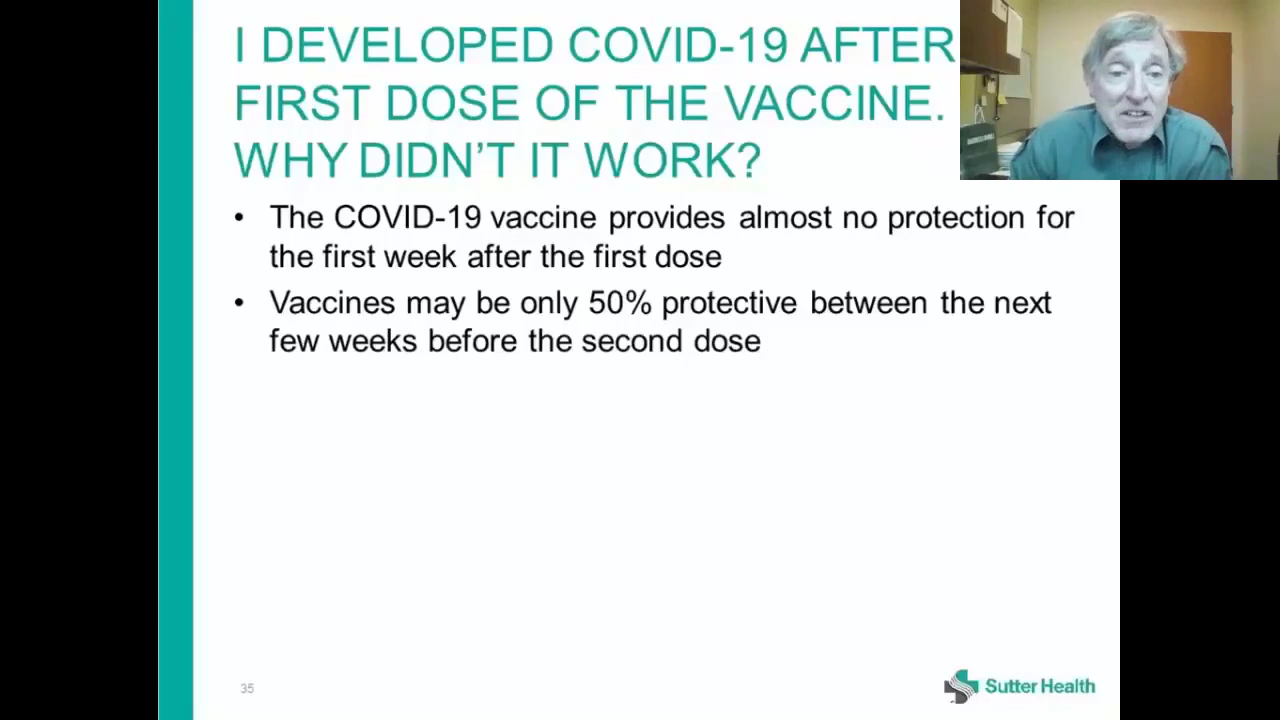 I DEVELOPED COVID-19 AFTER
FIRST DOSE OF THE VACCINE.
WHY DIDN'T IT WORK?
• The COVID-19 vaccine provides almost no protection for
the first week after the first dose
• Vaccines may be only 50% protective between the next
few weeks before the second dose
35
Sutter Health